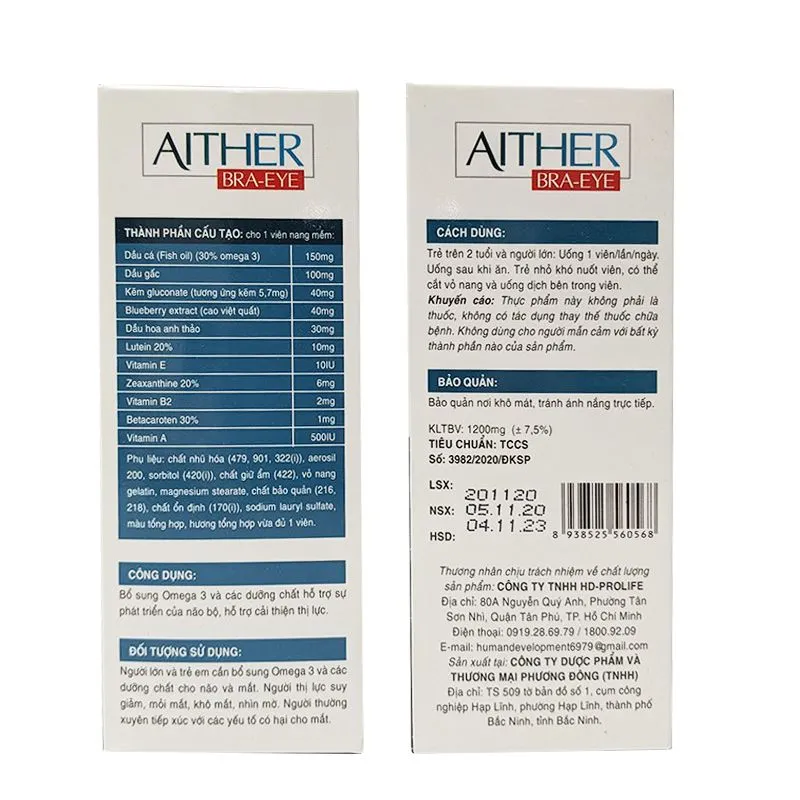 AITHER
BRA-EYE
THÀNH PHẦN CẤU TẠO: cho 1 viên nang mềm:
Dầu cá (Fish oil) (30% omega 3) 150mg
Dầu gấc 100mg
Kẽm gluconate (tương ứng kẽm 5,7mg) 40mg
Blueberry extract (cao việt quất) 40mg
Dầu hoa anh thảo 30mg
Lutein 20% 10mg
Vitamin E 10IU
Zeaxanthine 20% 6mg
Vitamin B2 2mg
Betacaroten 30% 1mg
Vitamin A 500IU
Phụ liệu: chất nhũ hóa (479, 901, 322(i)), aerosil
200, sorbitol (420(i)), chất giữ ẩm (422), vỏ nang
gelatin, magnesium stearate, chất bảo quản (216,
218), chất ổn định (170(i)), sodium lauryl sulfate,
màu tổng hợp, hương tổng hợp vừa đủ 1 viên.
CÔNG DỤNG:
Bổ sung Omega 3 và các dưỡng chất hỗ trợ sự
phát triển của não bộ, hỗ trợ cải thiện thị lực.
ĐỐI TƯỢNG SỬ DỤNG:
Người lớn và trẻ em cần bổ sung Omega 3 và các
dưỡng chất cho não và mắt. Người thị lực suy
giảm, mỏi mắt, khô mắt, nhìn mờ. Người thường
xuyên tiếp xúc với các yếu tố có hại cho mắt.
AITHER
BRA-EYE
CÁCH DÙNG:
Trẻ trên 2 tuổi và người lớn: Uống 1 viên/lần/ngày.
Uống sau khi ăn. Trẻ nhỏ khó nuốt viên, có thể
cắt vỏ nang và uống dịch bên trong viên.
Khuyến cáo: Thực phẩm này không phải là
thuốc, không có tác dụng thay thế thuốc chữa
bệnh. Không dùng cho người mẫn cảm với bất kỳ
thành phần nào của sản phẩm.
BẢO QUẢN:
Bảo quản nơi khô mát, tránh ánh nắng trực tiếp.
KLTBV: 1200mg (± 7,5%)
TIÊU CHUẨN: TCCS
Số: 3982/2020/ĐKSP
LSX: 201120
NSX: 05.11.20
HSD: 04.11.23
8 938525 560568
Thương nhân chịu trách nhiệm về chất lượng
sản phẩm: CÔNG TY TNHH HD-PROLIFE
Địa chỉ: 80A Nguyễn Quý Anh, Phường Tân
Sơn Nhì, Quận Tân Phú, TP. Hồ Chí Minh
Điện thoại: 0919.28.69.79 / 1800.92.09
E-mail: humandevelopment6979@gmail.com
Sản xuất tại: CÔNG TY DƯỢC PHẨM VÀ
THƯƠNG MẠI PHƯƠNG ĐÔNG (TNHH)
Địa chỉ: TS 509 tờ bản đồ số 1, cụm công
nghiệp Hạp Lĩnh, phường Hạp Lĩnh, thành phố
Bắc Ninh, tỉnh Bắc Ninh.